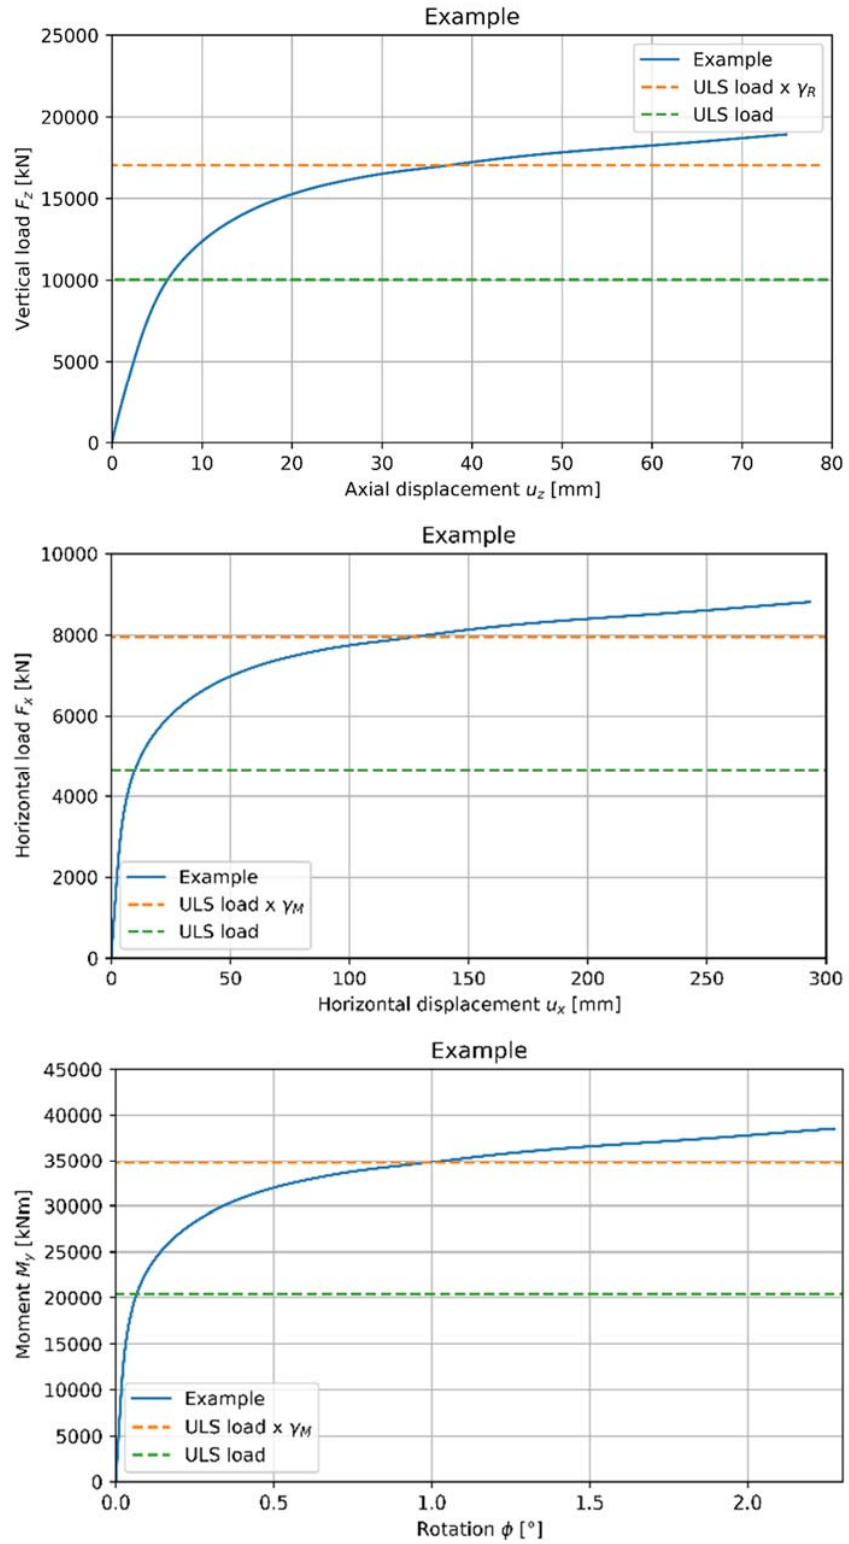 Example
25000
20000
15000
10000
5000
0
Vertical load F_z [kN]
Example
ULS load x γ_R
ULS load
0 10 20 30 40 50 60 70 80
Axial displacement u_z [mm]
Example
10000
8000
6000
4000
2000
0
Horizontal load F_x [kN]
Example
ULS load x γ_M
ULS load
0 50 100 150 200 250 300
Horizontal displacement u_x [mm]
Example
45000
40000
35000
30000
25000
20000
15000
10000
5000
0
Moment M_y [kNm]
Example
ULS load x γ_M
ULS load
0.0 0.5 1.0 1.5 2.0
Rotation ϕ [°]